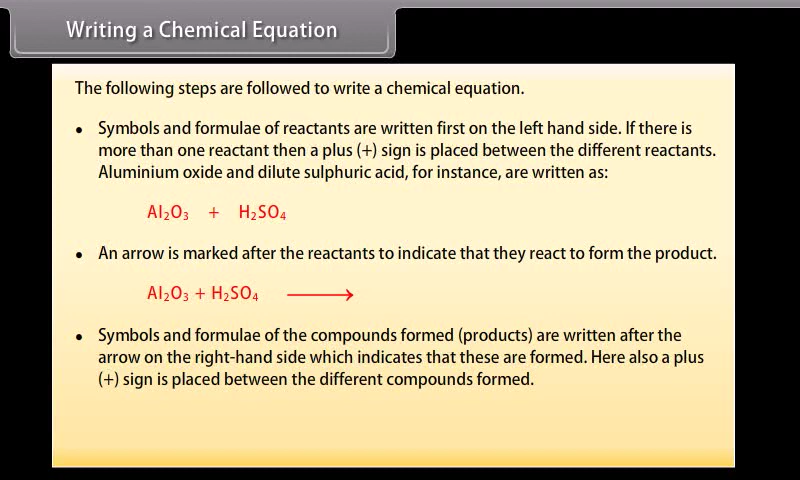 Writing a Chemical Equation
The following steps are followed to write a chemical equation.
• Symbols and formulae of reactants are written first on the left hand side. If there is
more than one reactant then a plus (+) sign is placed between the different reactants.
Aluminium oxide and dilute sulphuric acid, for instance, are written as:
Al₂O₃ + H₂SO₄
• An arrow is marked after the reactants to indicate that they react to form the product.
Al₂O₃ + H₂SO₄ ⟶
• Symbols and formulae of the compounds formed (products) are written after the
arrow on the right-hand side which indicates that these are formed. Here also a plus
(+) sign is placed between the different compounds formed.